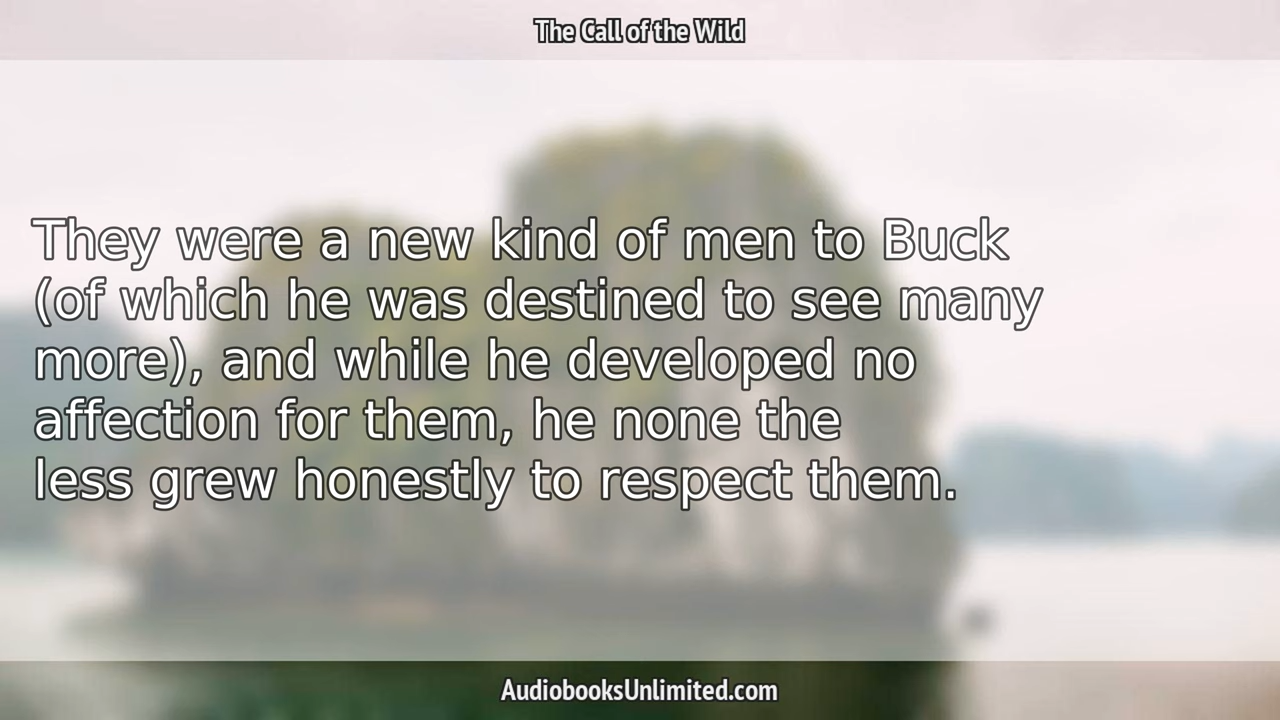 The Call of the Wild
They were a new kind of men to Buck
(of which he was destined to see many
more), and while he developed no
affection for them, he none the
less grew honestly to respect them.
AudiobooksUnlimited.com